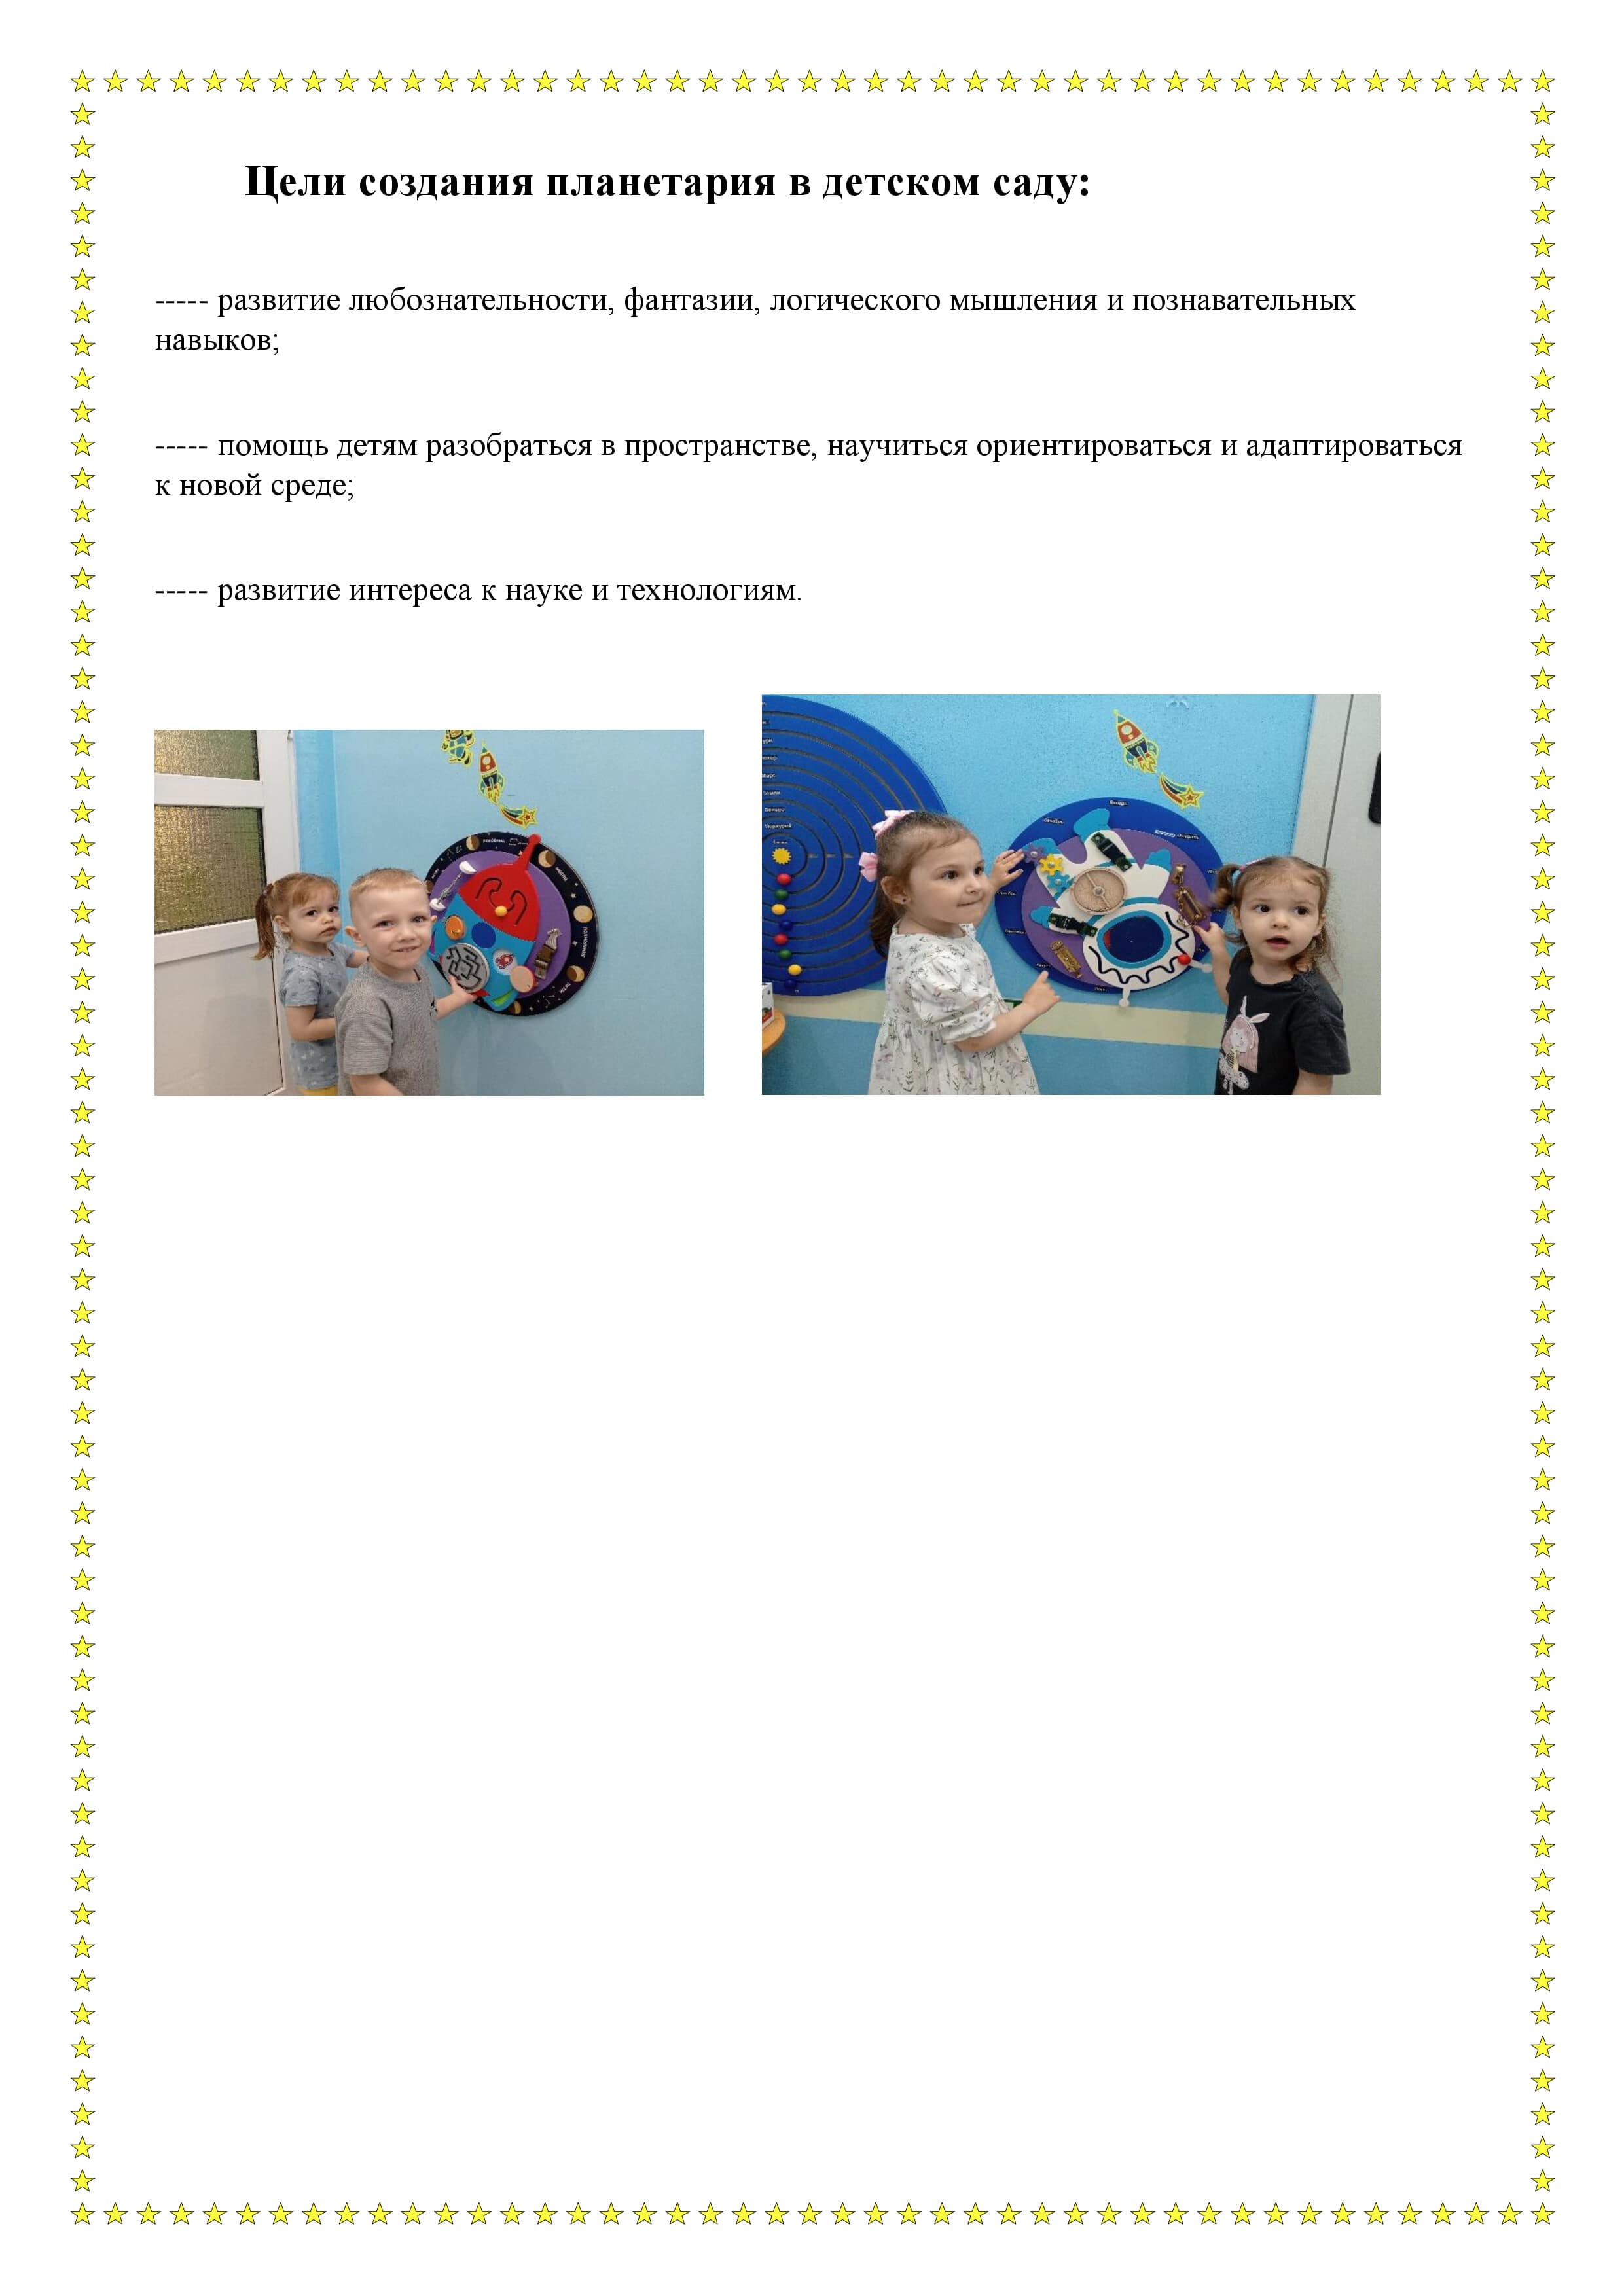 Цели создания планетария в детском саду:
----- развитие любознательности, фантазии, логического мышления и познавательных
навыков;
----- помощь детям разобраться в пространстве, научиться ориентироваться и адаптироваться
к новой среде;
----- развитие интереса к науке и технологиям.